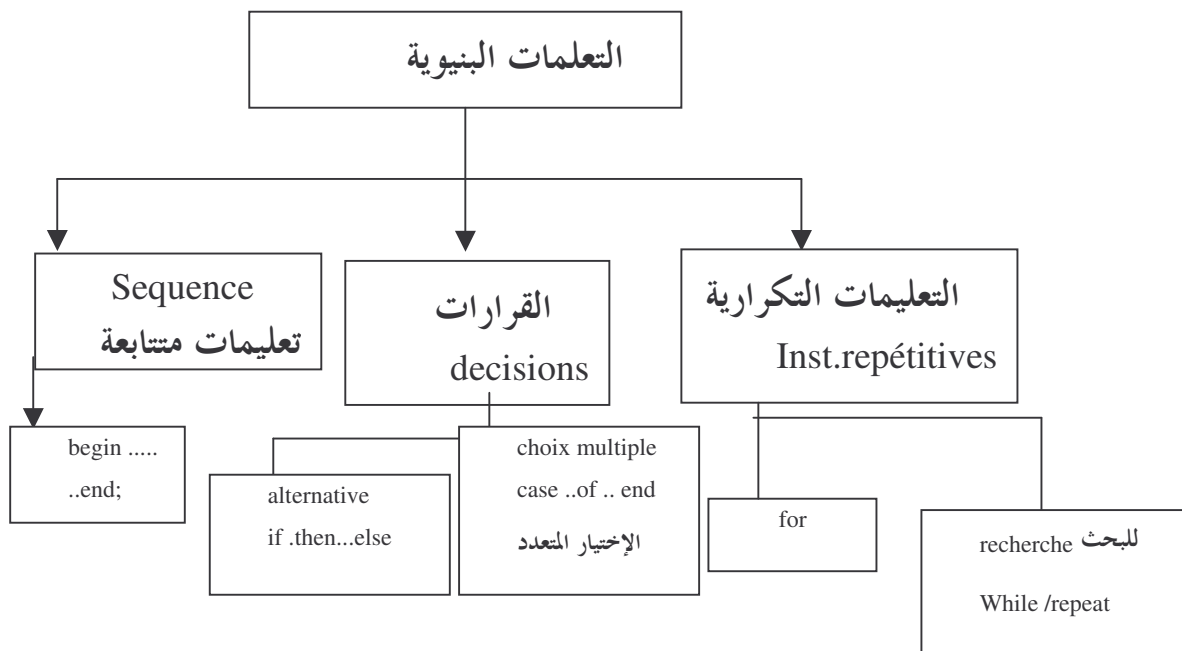 التعلمات البنيوية
Sequence
تعليمات متتابعة
القرارات
decisions
التعليمات التكرارية
Inst.repétitives
begin .....
..end;
alternative
if .then...else
choix multiple
case ..of .. end
الإختيار المتعدد
for
recherche للبحث
While /repeat